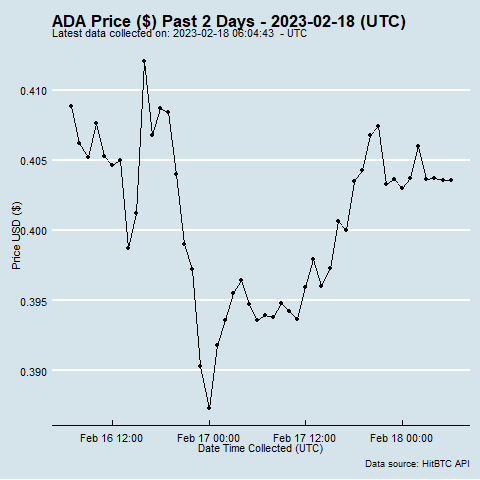 ADA Price ($) Past 2 Days - 2023-02-18 (UTC)
Latest data collected on: 2023-02-18 06:04:43  - UTC
0.410
0.405
0.400
0.395
0.390
Price USD ($)
Feb 16 12:00
Feb 17 00:00
Feb 17 12:00
Feb 18 00:00
Date Time Collected (UTC)
Data source: HitBTC API